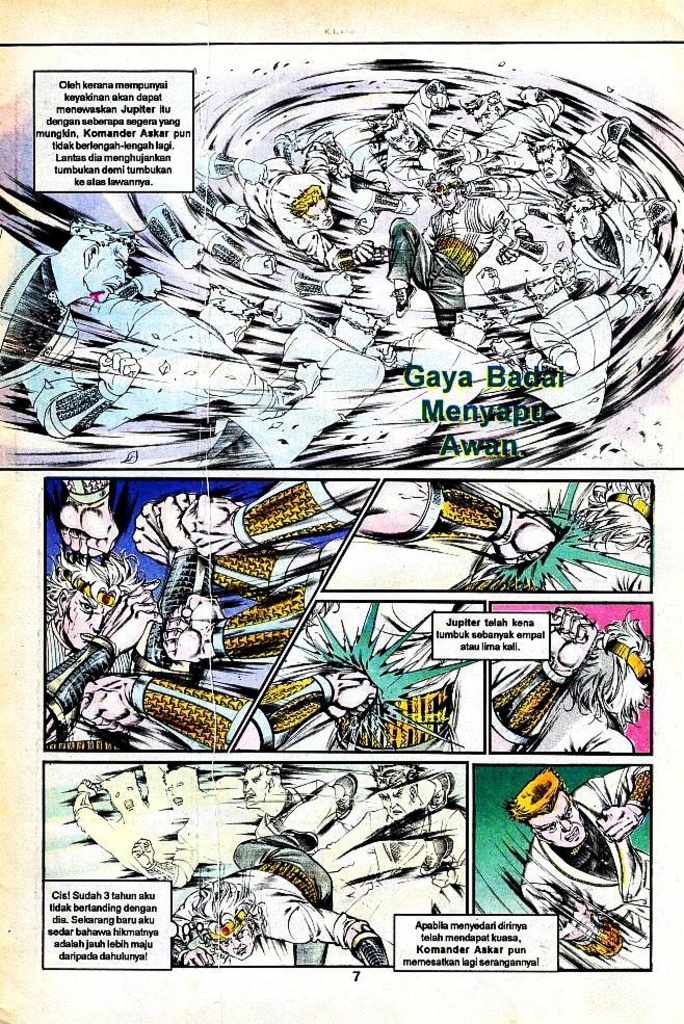 Oleh kerana mempunyai
keyakinan akan dapat
menewaskan Jupiter itu
dengan seberapa segera yang
mungkin, Komander Askar pun
tidak berlengah-lengah lagi.
Lantas dia menghujankan
tumbukan demi tumbukan
ke atas lawannya.
Gaya Badai
Menyapu
Awan.
Jupiter telah kena
tumbuk sebanyak empat
atau lima kali.
Cis! Sudah 3 tahun aku
tidak bertanding dengan
dia. Sekarang baru aku
sedar bahawa hikmatnya
adalah jauh lebih maju
daripada dahulunya!
Apabila menyedari dirinya
telah mendapat kuasa,
Komander Askar pun
memesatkan lagi serangannya!
7